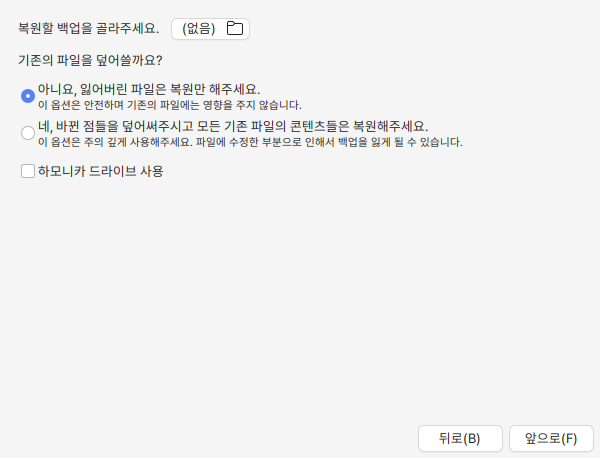 복원할 백업을 골라주세요. (없음)
기존의 파일을 덮어쓸까요?
아니요, 잃어버린 파일은 복원만 해주세요.
이 옵션은 안전하며 기존의 파일에는 영향을 주지 않습니다.
네, 바뀐 점들을 덮어써주시고 모든 기존 파일의 콘텐츠들은 복원해주세요.
이 옵션은 주의 깊게 사용해주세요. 파일에 수정한 부분으로 인해서 백업을 잃게 될 수 있습니다.
하모니카 드라이브 사용
뒤로(B) 앞으로(F)